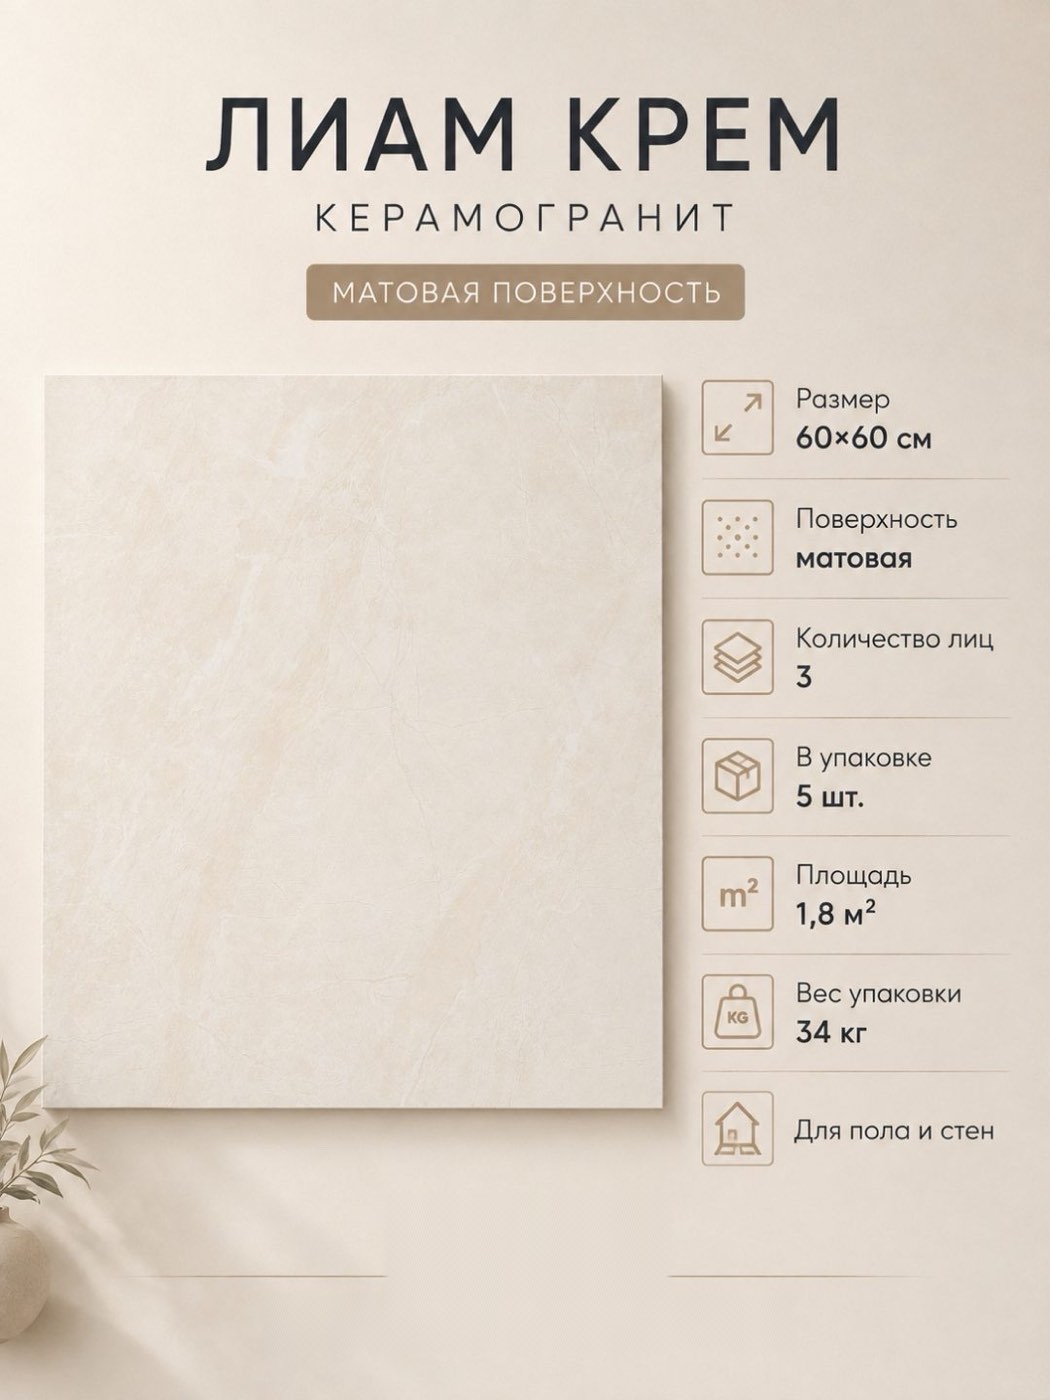 ЛИАМ КРЕМ
КЕРАМОГРАНИТ
МАТОВАЯ ПОВЕРХНОСТЬ
Размер
60×60 см
Поверхность
матовая
Количество лиц
3
В упаковке
5 шт.
m²
Площадь
1,8 м²
KG
Вес упаковки
34 кг
Для пола и стен